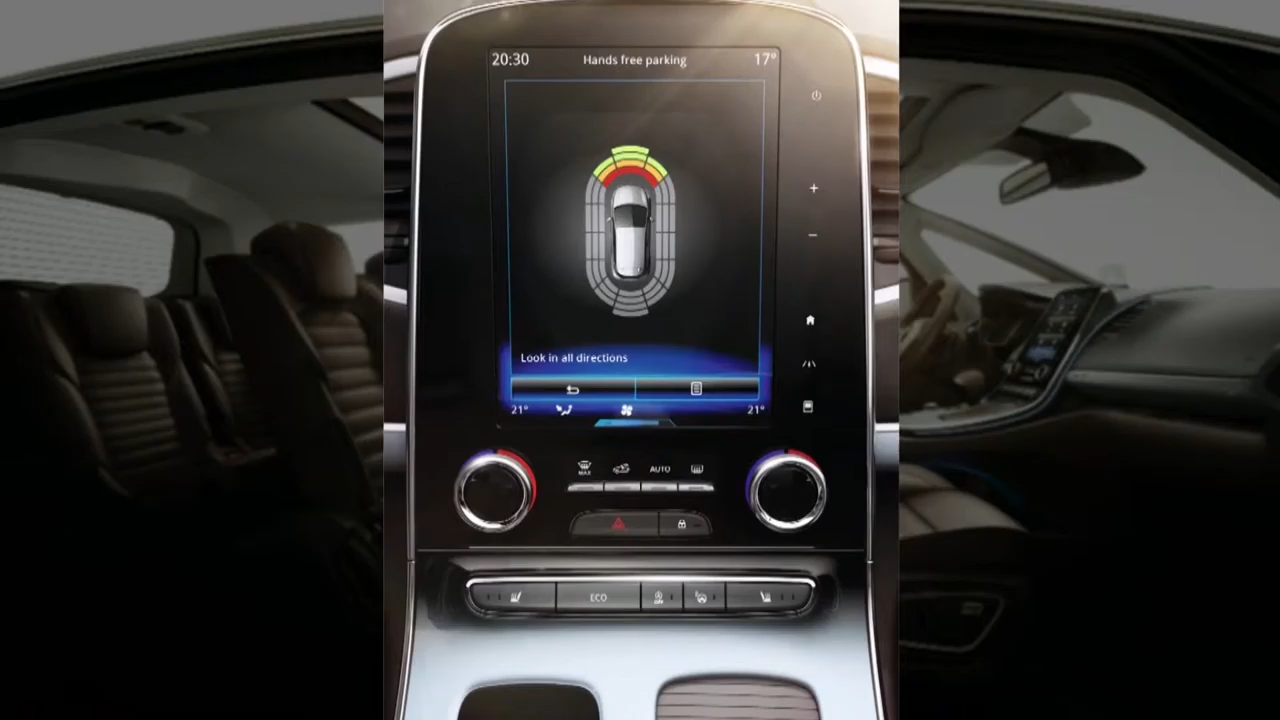 20:30 Hands free parking 17°
Look in all directions
21° 21°
MAX AUTO
ECO